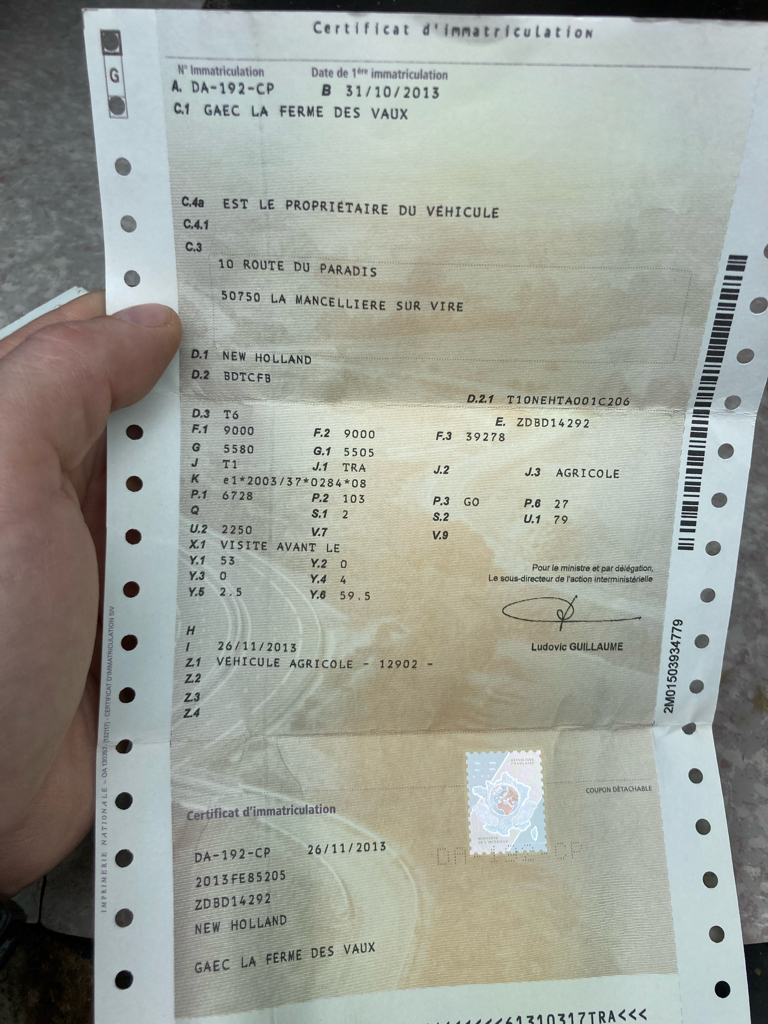 Certificat d'immatriculation
G
N° Immatriculation Date de 1ère immatriculation
A. DA-192-CP B 31/10/2013
C.1 GAEC LA FERME DES VAUX
C.4a EST LE PROPRIÉTAIRE DU VÉHICULE
C.4.1
C.3
10 ROUTE DU PARADIS
50750 LA MANCELLIERE SUR VIRE
D.1 NEW HOLLAND
D.2 BDTCFB
D.2.1 T10NEHTA001C206
D.3 T6 E. ZDBD14292
F.1 9000 F.2 9000 F.3 39278
G 5580 G.1 5505
J T1 J.1 TRA J.2 J.3 AGRICOLE
K e1*2003/37*0284*08
P.1 6728 P.2 103 P.3 GO P.6 27
Q S.1 2 S.2 U.1 79
U.2 2250 V.7 V.9
X.1 VISITE AVANT LE
Y.1 53 Y.2 0
Y.3 0 Y.4 4
Y.5 2.5 Y.6 59.5
Pour le ministre et par délégation,
Le sous-directeur de l'action interministérielle
Ludovic GUILLAUME
H
I 26/11/2013
Z.1 VEHICULE AGRICOLE - 12902 -
Z.2
Z.3
Z.4
2M01503934779
COUPON DÉTACHABLE
Certificat d'immatriculation
DA-192-CP 26/11/2013
DA-192-CP
2013FE85205
ZDBD14292
NEW HOLLAND
GAEC LA FERME DES VAUX
<<<<<<<61310317TRA<<<